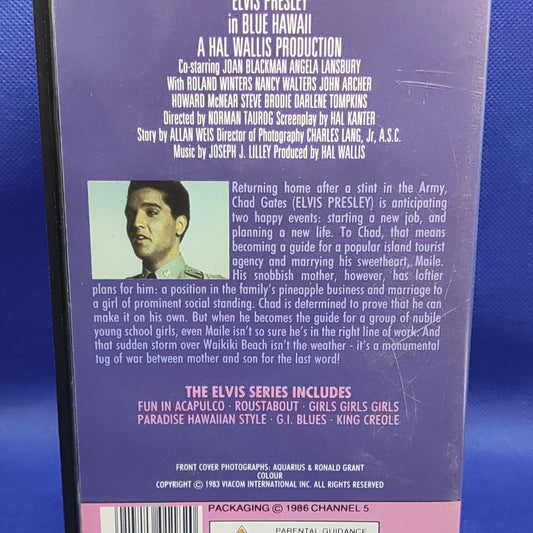 ELVIS PRESLEY
in BLUE HAWAII
A HAL WALLIS PRODUCTION
Co-starring JOAN BLACKMAN ANGELA LANSBURY
With ROLAND WINTERS NANCY WALTERS JOHN ARCHER
HOWARD McNEAR STEVE BRODIE DARLENE TOMPKINS
Directed by NORMAN TAUROG Screenplay by HAL KANTER
Story by ALLAN WEIS Director of Photography CHARLES LANG, Jr, A.S.C.
Music by JOSEPH J. LILLEY Produced by HAL WALLIS
Returning home after a stint in the Army,
Chad Gates (ELVIS PRESLEY) is anticipating
two happy events: starting a new job, and
planning a new life. To Chad, that means
becoming a guide for a popular island tourist
agency and marrying his sweetheart, Maile.
His snobbish mother, however, has loftier
plans for him: a position in the family's pineapple business and marriage to
a girl of prominent social standing. Chad is determined to prove that he can
make it on his own. But when he becomes the guide for a group of nubile
young school girls, even Maile isn't so sure he's in the right line of work. And
that sudden storm over Waikiki Beach isn't the weather - it's a monumental
tug of war between mother and son for the last word!
THE ELVIS SERIES INCLUDES
FUN IN ACAPULCO · ROUSTABOUT · GIRLS GIRLS GIRLS
PARADISE HAWAIIAN STYLE · G.I. BLUES · KING CREOLE
FRONT COVER PHOTOGRAPHS: AQUARIUS & RONALD GRANT
COLOUR
COPYRIGHT © 1983 VIACOM INTERNATIONAL INC. ALL RIGHTS RESERVED
PACKAGING © 1986 CHANNEL 5
PARENTAL GUIDANCE